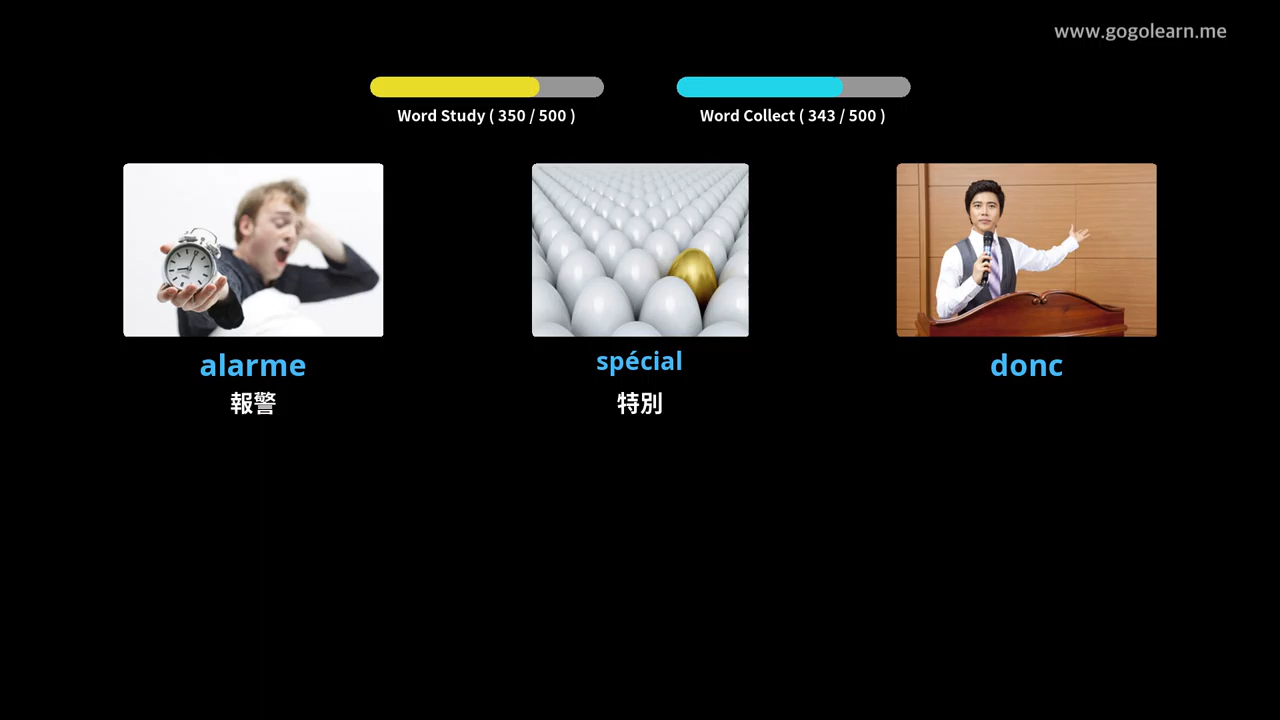 www.gogolearn.me
Word Study ( 350 / 500 )
Word Collect ( 343 / 500 )
alarme
報警
spécial
特別
donc